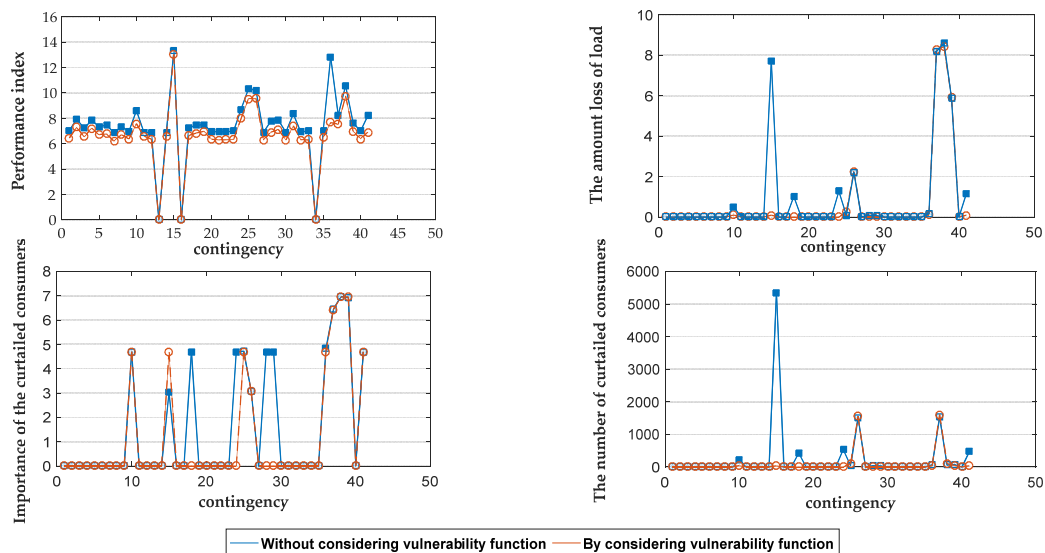 Performance index
16
14
12
10
8
6
4
2
0
0 5 10 15 20 25 30 35 40 45 50
contingency
The amount loss of load
10
8
6
4
2
0
0 10 20 30 40 50
contingency
Importance of the curtailed consumers
8
7
6
5
4
3
2
1
0
0 10 20 30 40 50
contingency
The number of curtailed consumers
6000
5000
4000
3000
2000
1000
0
0 10 20 30 40 50
contingency
Without considering vulnerability function By considering vulnerability function